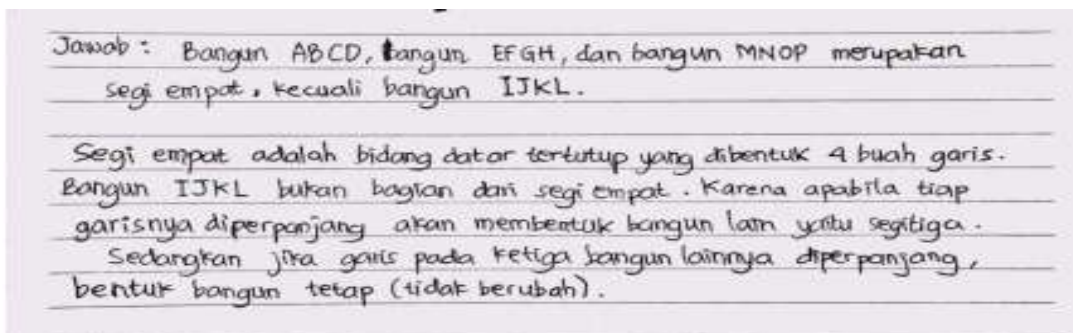 Jawab : Bangun ABCD, bangun EFGH, dan bangun MNOP merupakan
segi empat, kecuali bangun IJKL.
Segi empat adalah bidang datar tertutup yang dibentuk 4 buah garis.
Bangun IJKL bukan bagian dari segi empat. Karena apabila tiap
garisnya diperpanjang akan membentuk bangun lain yaitu segitiga.
Sedangkan jika garis pada ketiga bangun lainnya diperpanjang,
bentuk bangun tetap (tidak berubah).